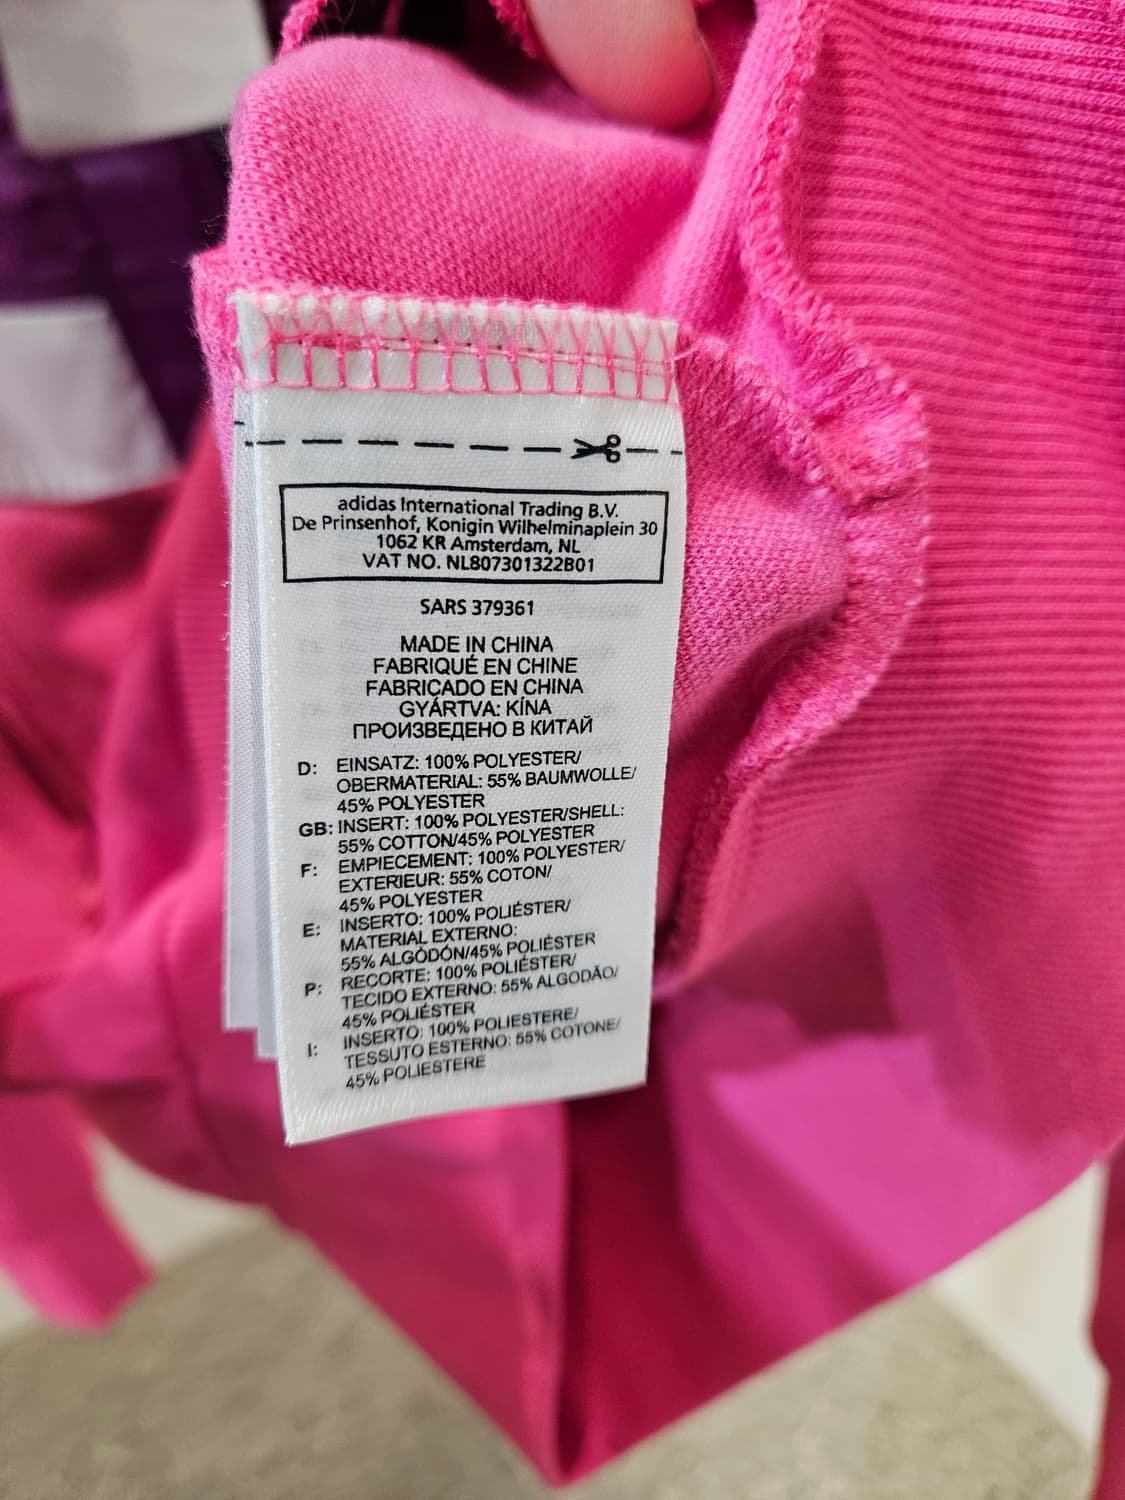 adidas International Trading B.V.
De Prinsenhof, Konigin Wilhelminaplein 30
1062 KR Amsterdam, NL
VAT NO. NL807301322B01
SARS 379361
MADE IN CHINA
FABRIQUÉ EN CHINE
FABRICADO EN CHINA
GYÁRTVA: KÍNA
ПРОИЗВЕДЕНО В КИТАЙ
D: EINSATZ: 100% POLYESTER/
OBERMATERIAL: 55% BAUMWOLLE/
45% POLYESTER
GB: INSERT: 100% POLYESTER/SHELL:
55% COTTON/45% POLYESTER
F: EMPIECEMENT: 100% POLYESTER/
EXTERIEUR: 55% COTON/
45% POLYESTER
E: INSERTO: 100% POLIÉSTER/
MATERIAL EXTERNO:
55% ALGODÓN/45% POLIÉSTER
P: RECORTE: 100% POLIÉSTER/
TECIDO EXTERNO: 55% ALGODÃO/
45% POLIÉSTER
I: INSERTO: 100% POLIESTERE/
TESSUTO ESTERNO: 55% COTONE/
45% POLIESTERE